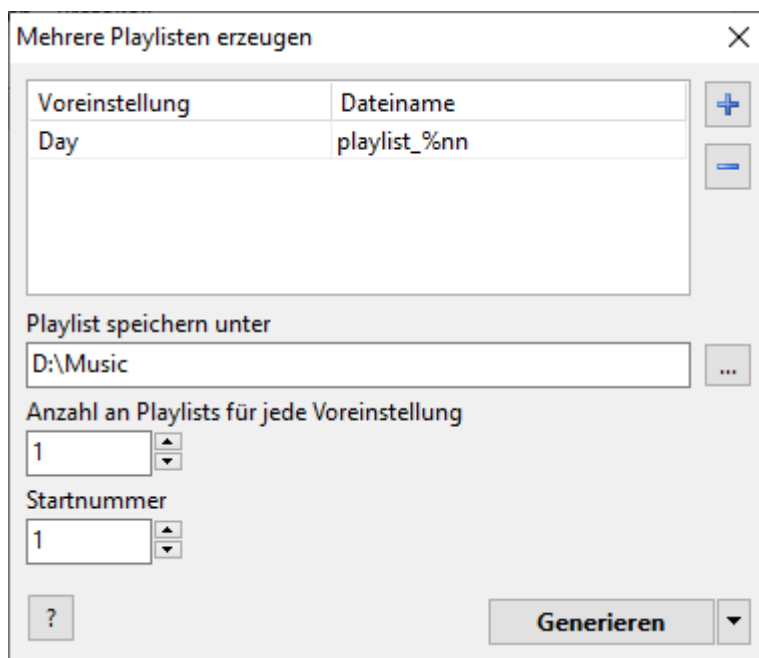 Mehrere Playlisten erzeugen
Voreinstellung Dateiname
Day playlist_%nn
Playlist speichern unter
D:\Music
...
Anzahl an Playlists für jede Voreinstellung
1
Startnummer
1
?
Generieren